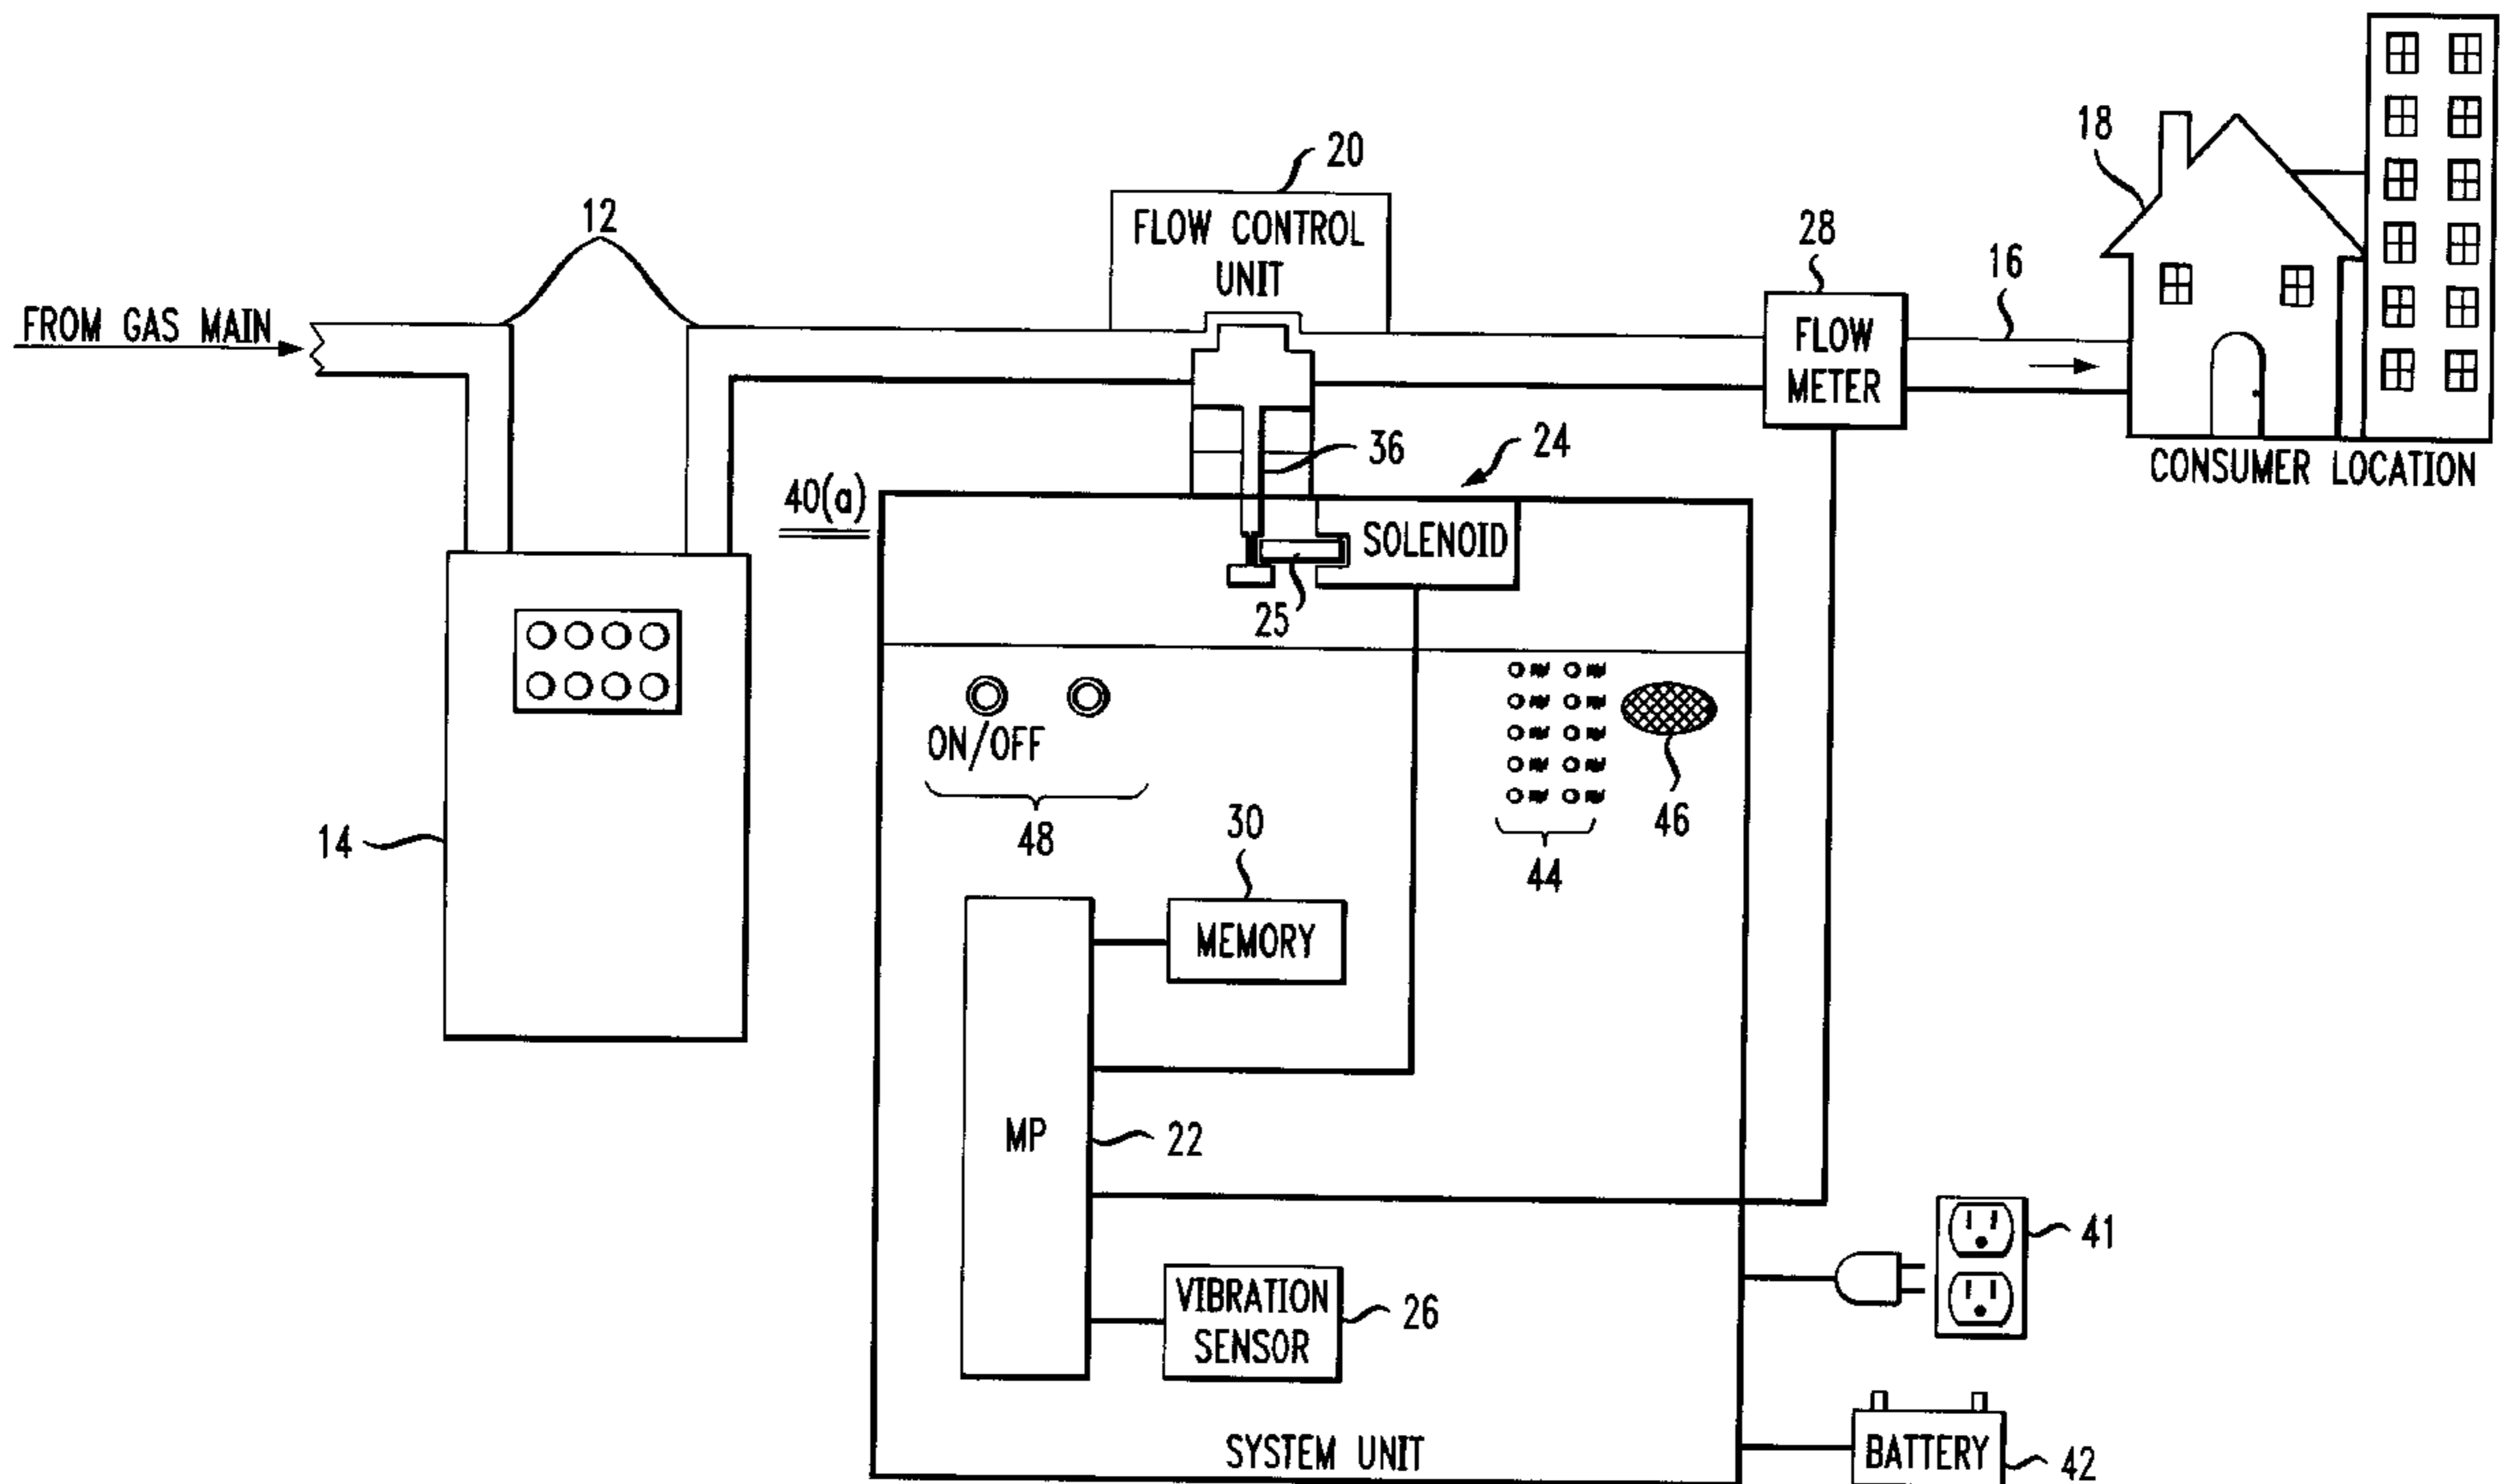 20
18
12
FLOW CONTROL
UNIT
28
16
FROM GAS MAIN
FLOW
METER
36
24
CONSUMER LOCATION
40(a)
SOLENOID
25
ON/OFF
48
30
46
44
14
MEMORY
MP
22
41
VIBRATION
SENSOR
26
SYSTEM UNIT
BATTERY
42